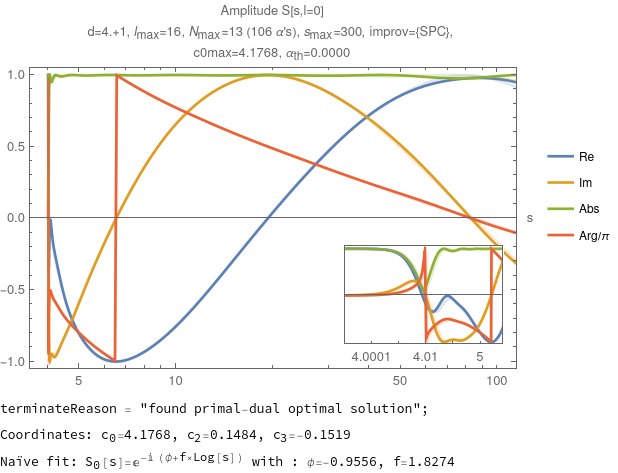 Amplitude S[s,l=0]
d=4.+1, lmax=16, Nmax=13 (106 α's), smax=300, improv={SPC},
c0max=4.1768, αth=0.0000
1.0
0.5
0.0
-0.5
-1.0
5
10
50
100
s
Re
Im
Abs
Arg/π
4.0001
4.01
5
terminateReason = "found primal-dual optimal solution";
Coordinates: c0=4.1768, c2=0.1484, c3=-0.1519
Naïve fit: S0[s]=e^-i (ϕ+f×Log[s]) with : ϕ=-0.9556, f=1.8274